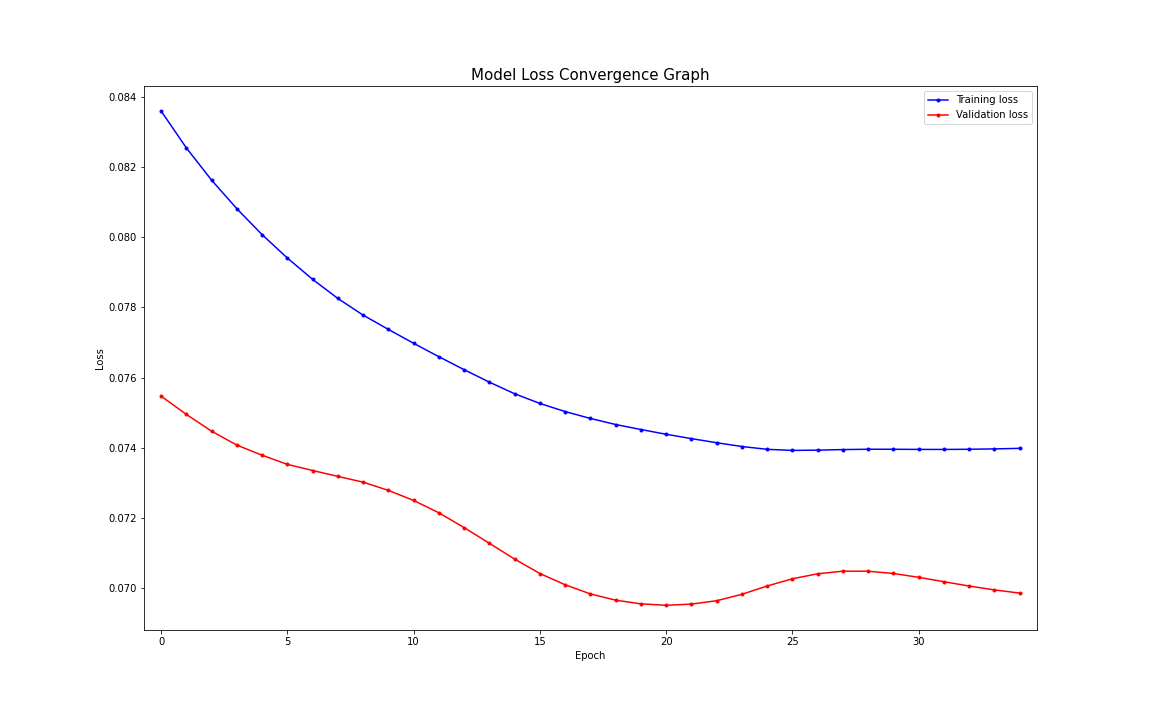 Model Loss Convergence Graph
Training loss
Validation loss
0.084
0.082
0.080
0.078
0.076
0.074
0.072
0.070
Loss
0 5 10 15 20 25 30
Epoch